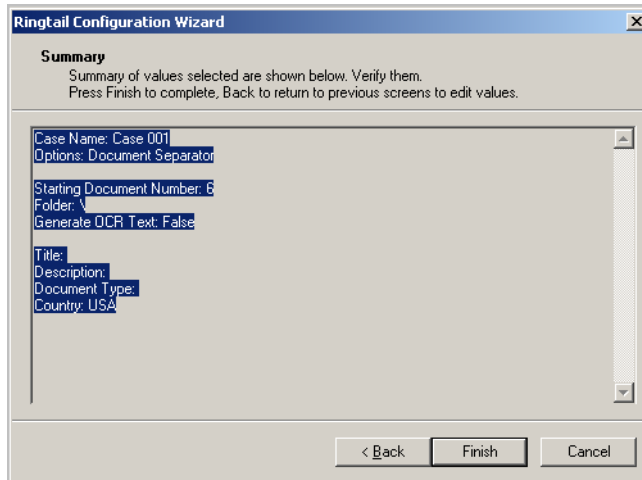 Ringtail Configuration Wizard
Summary
Summary of values selected are shown below. Verify them.
Press Finish to complete, Back to return to previous screens to edit values.
Case Name: Case 001
Options: Document Separator
Starting Document Number: 6
Folder: \
Generate OCR Text: False
Title:
Description:
Document Type:
Country: USA
< Back
Finish
Cancel